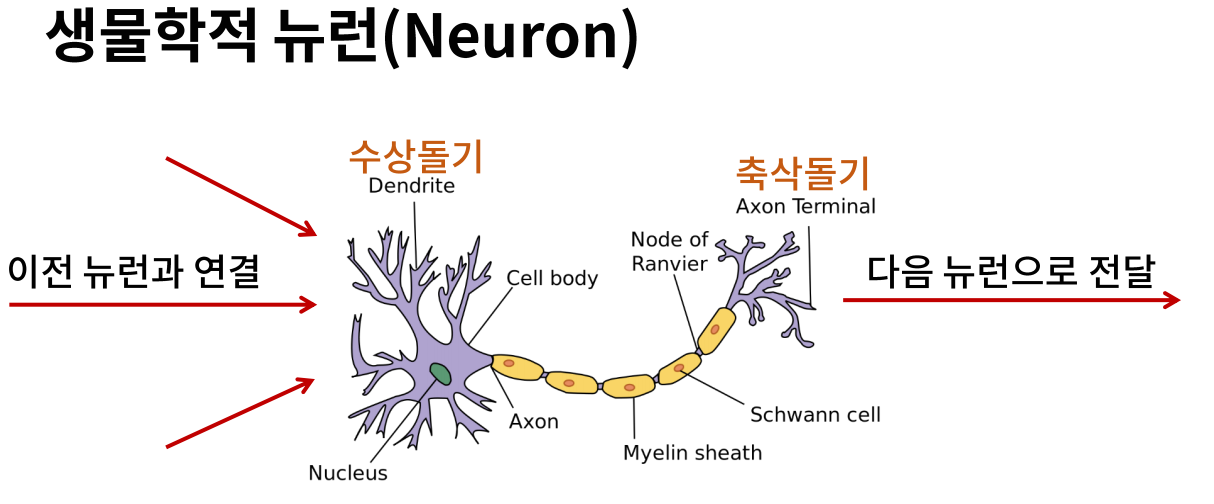 생물학적 뉴런(Neuron)
수상돌기
Dendrite
축삭돌기
Axon Terminal
이전 뉴런과 연결
Cell body
Node of
Ranvier
다음 뉴런으로 전달
Axon
Schwann cell
Myelin sheath
Nucleus